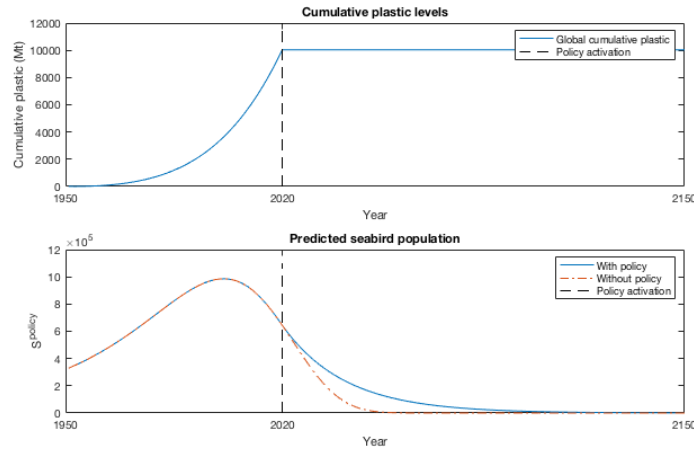 Cumulative plastic levels
12000
10000
8000
6000
4000
2000
0
Cumulative plastic (Mt)
Global cumulative plastic
Policy activation
1950
2020
2150
Year
Predicted seabird population
×10^5
12
10
8
6
4
2
0
S^policy
With policy
Without policy
Policy activation
1950
2020
2150
Year